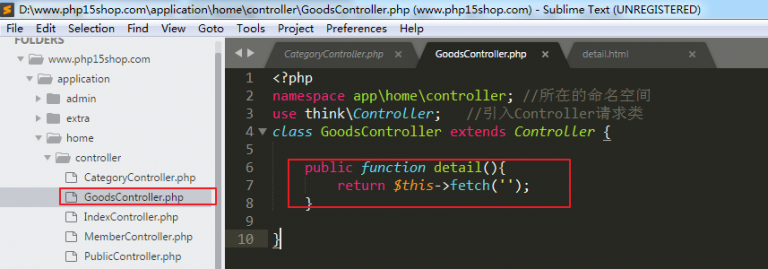 D:\www.php15shop.com\application\home\controller\GoodsController.php (www.php15shop.com) - Sublime Text (UNREGISTERED)
File Edit Selection Find View Goto Tools Project Preferences Help
FOLDERS
www.php15shop.com
application
admin
extra
home
controller
CategoryController.php
GoodsController.php
IndexController.php
MemberController.php
PublicController.php
CategoryController.php GoodsController.php detail.html
1 <?php
2 namespace app\home\controller; //所在的命名空间
3 use think\Controller; //引入Controller请求类
4 class GoodsController extends Controller {
5
6 public function detail(){
7 return $this->fetch('');
8 }
9
10 }